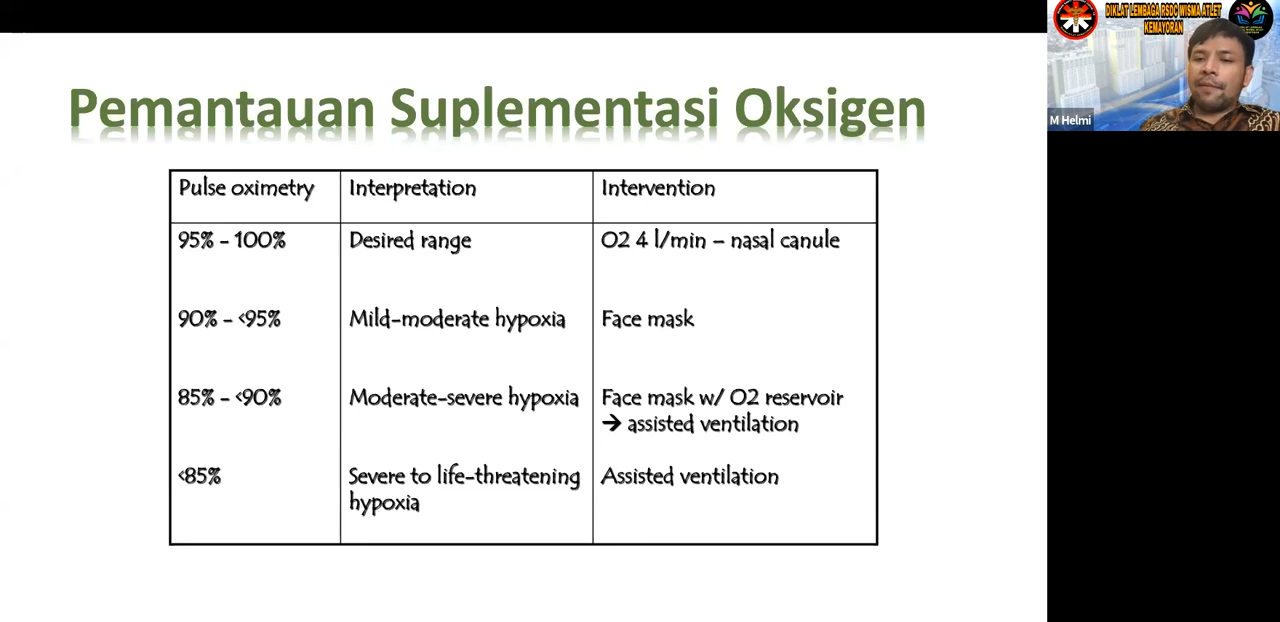 Pemantauan Suplementasi Oksigen
Pulse oximetry
Interpretation
Intervention
95% - 100%
Desired range
O2 4 l/min – nasal canule
90% - <95%
Mild-moderate hypoxia
Face mask
85% - <90%
Moderate-severe hypoxia
Face mask w/ O2 reservoir
→ assisted ventilation
<85%
Severe to life-threatening
hypoxia
Assisted ventilation
DIKLAT LEMBAGA RSDC WISMA ATLET
KEMAYORAN
M Helmi